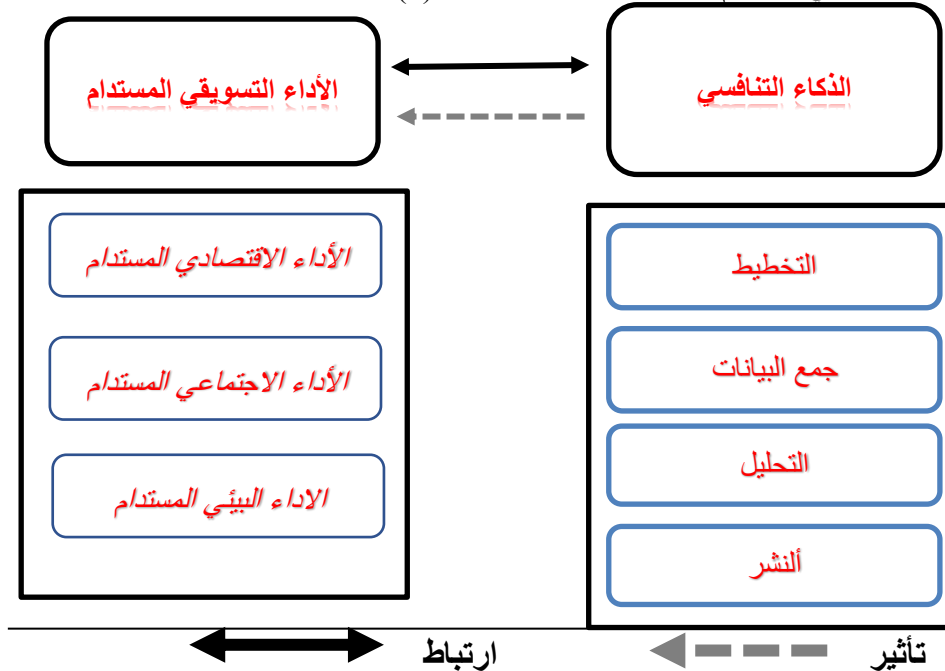 الذكاء التنافسي
الأداء التسويقي المستدام
التخطيط
جمع البيانات
التحليل
ألنشر
الأداء الاقتصادي المستدام
الأداء الاجتماعي المستدام
الاداء البيئي المستدام
تأثير
ارتباط